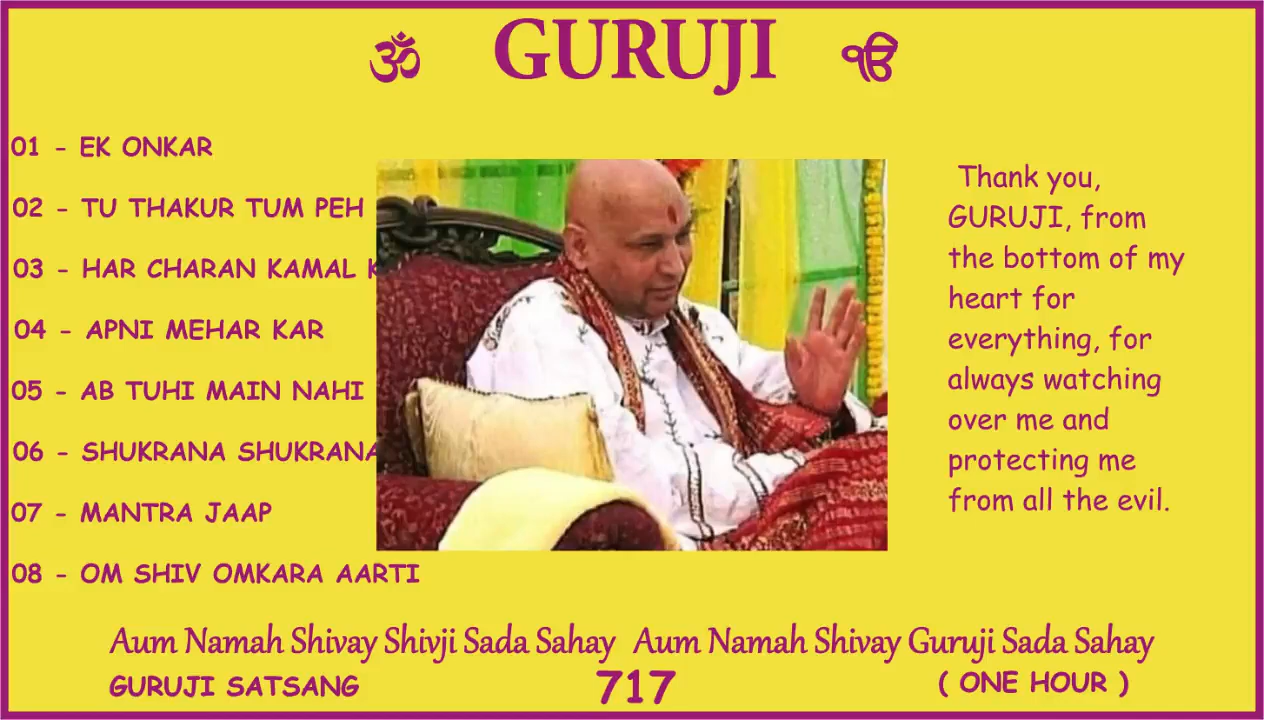 ॐ GURUJI ੴ
01 - EK ONKAR
02 - TU THAKUR TUM PEH
03 - HAR CHARAN KAMAL
04 - APNI MEHAR KAR
05 - AB TUHI MAIN NAHI
06 - SHUKRANA SHUKRANA
07 - MANTRA JAAP
08 - OM SHIV OMKARA AARTI
Thank you,
GURUJI, from
the bottom of my
heart for
everything, for
always watching
over me and
protecting me
from all the evil.
Aum Namah Shivay Shivji Sada Sahay Aum Namah Shivay Guruji Sada Sahay
GURUJI SATSANG 717 ( ONE HOUR )